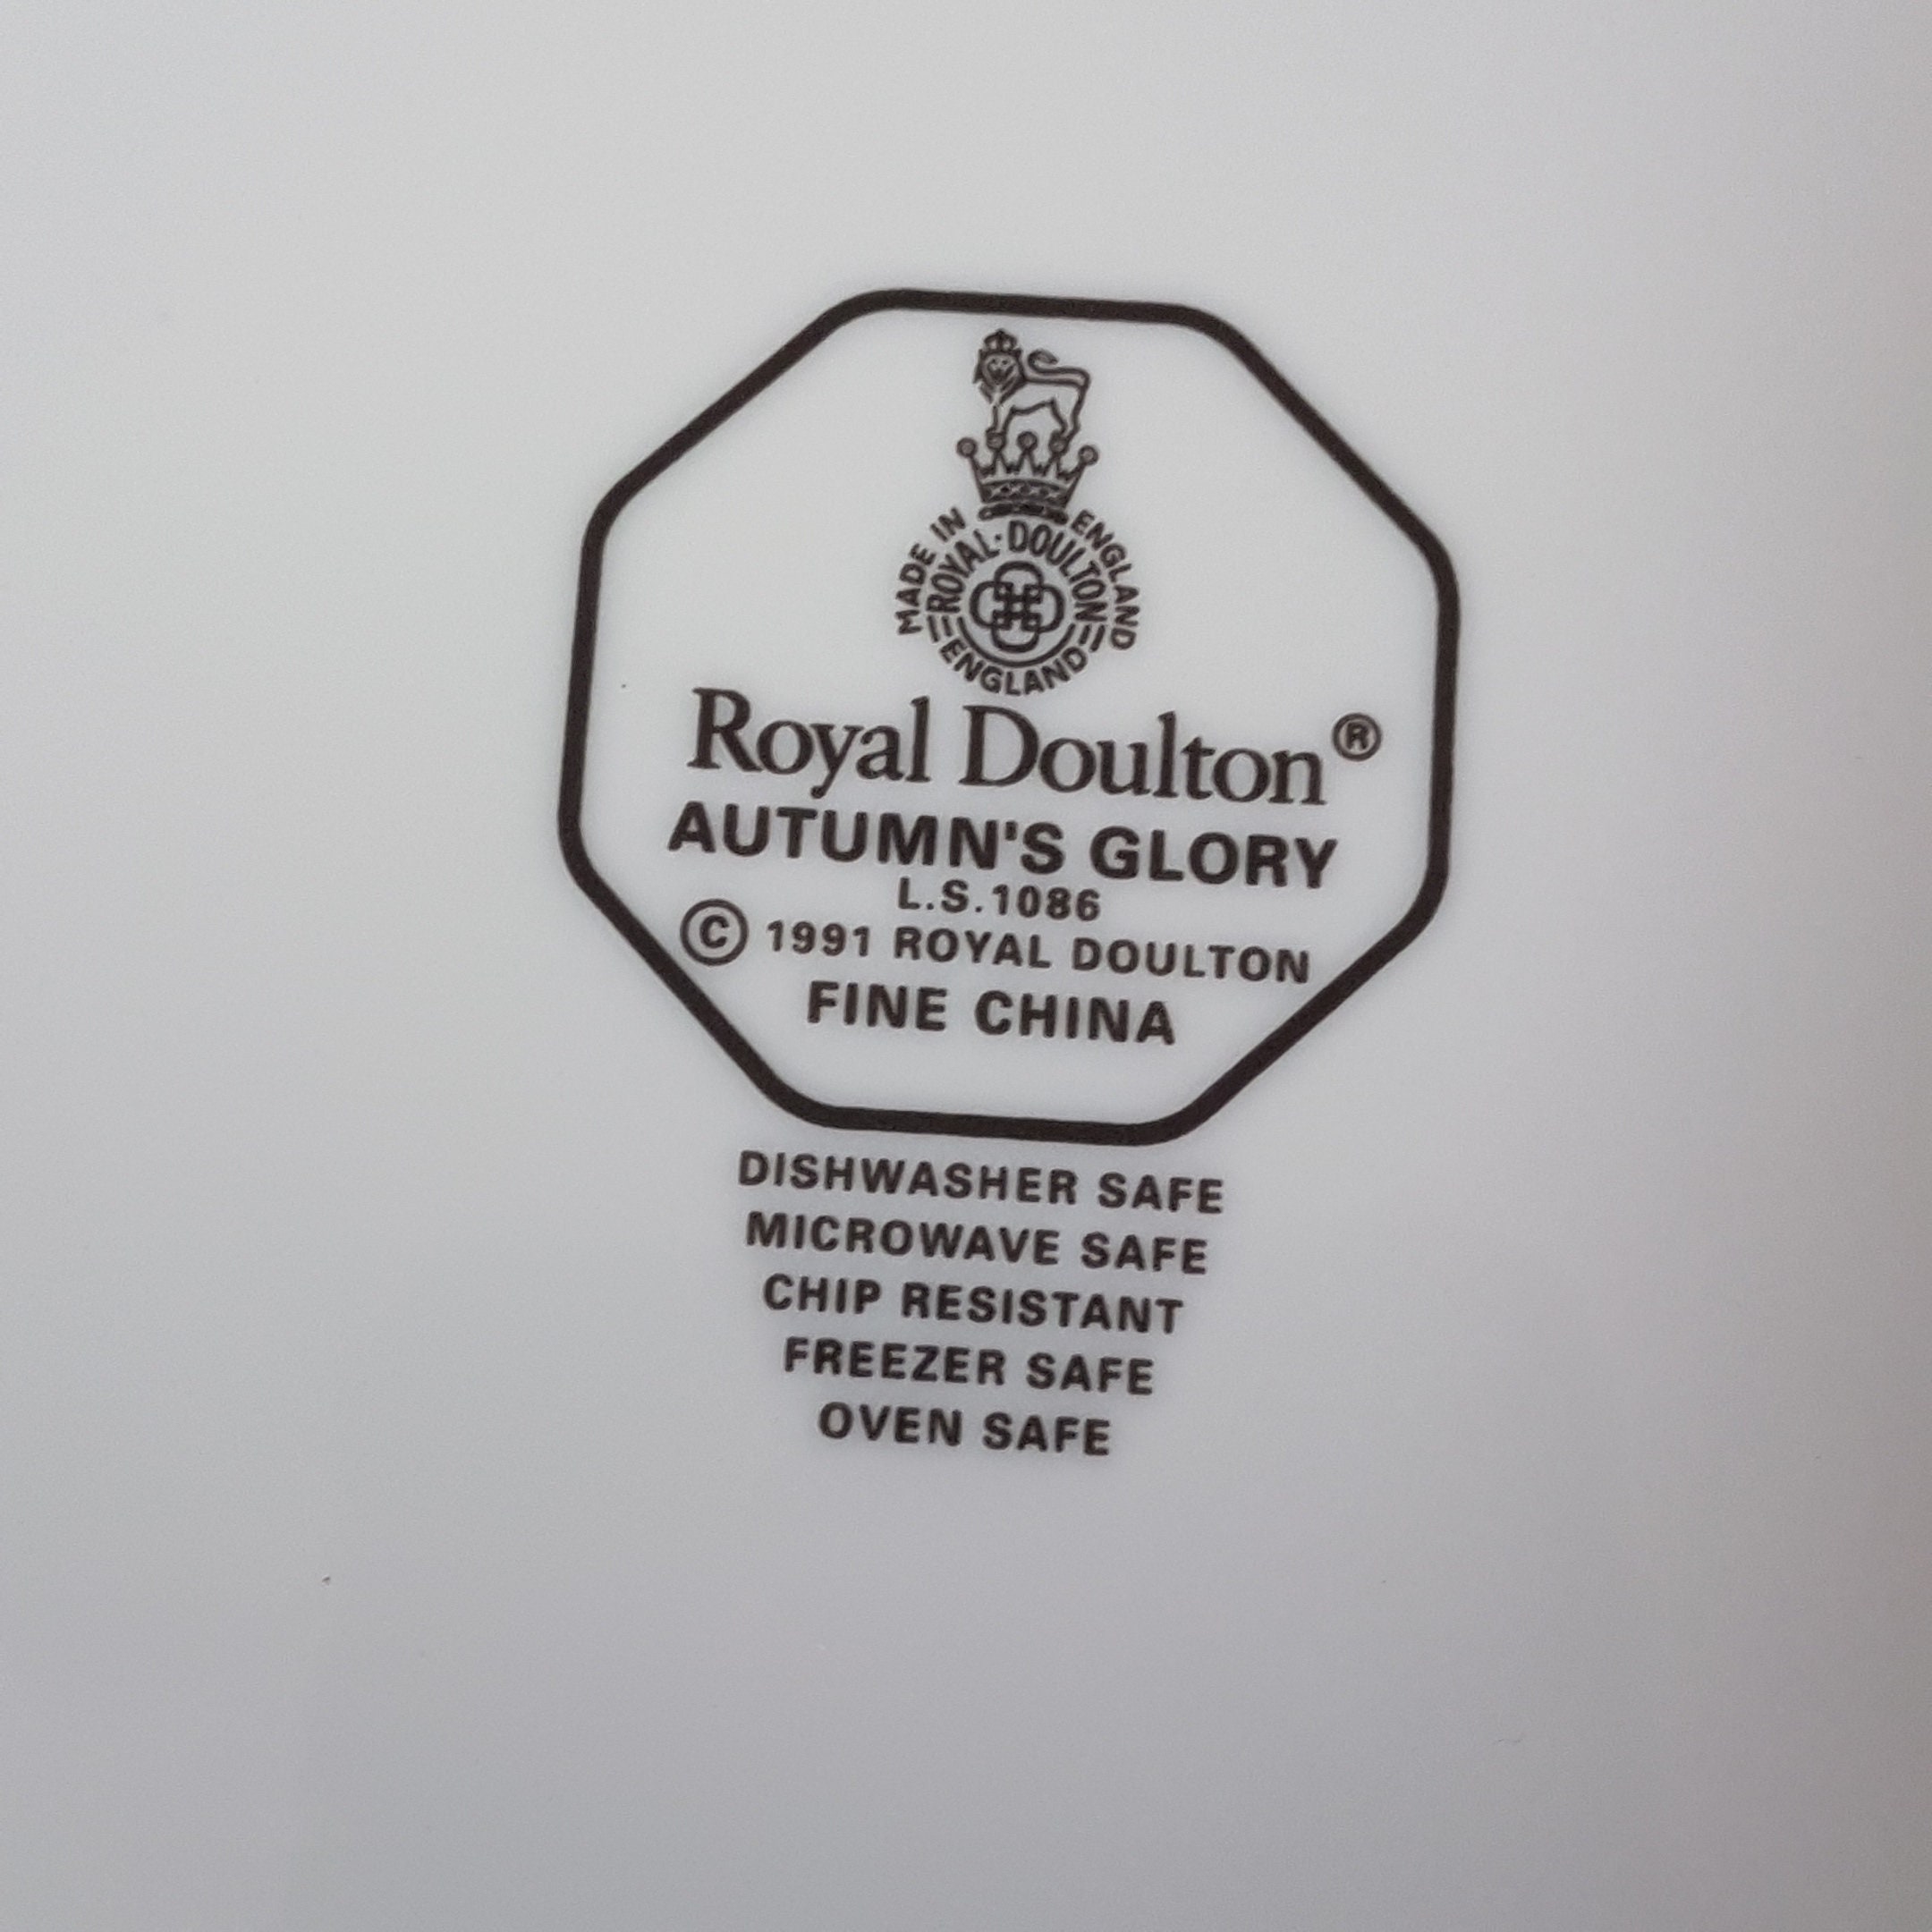 MADE IN ENGLAND
ROYAL·DOULTON
ENGLAND
Royal Doulton®
AUTUMN'S GLORY
L.S.1086
© 1991 ROYAL DOULTON
FINE CHINA
DISHWASHER SAFE
MICROWAVE SAFE
CHIP RESISTANT
FREEZER SAFE
OVEN SAFE